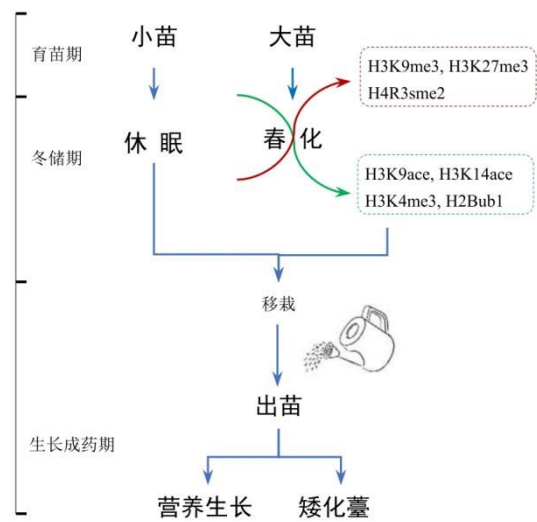 小苗
大苗
育苗期
H3K9me3, H3K27me3
H4R3sme2
冬储期
休 眠
春 化
H3K9ace, H3K14ace
H3K4me3, H2Bub1
移栽
出苗
生长成药期
营养生长
矮化薹